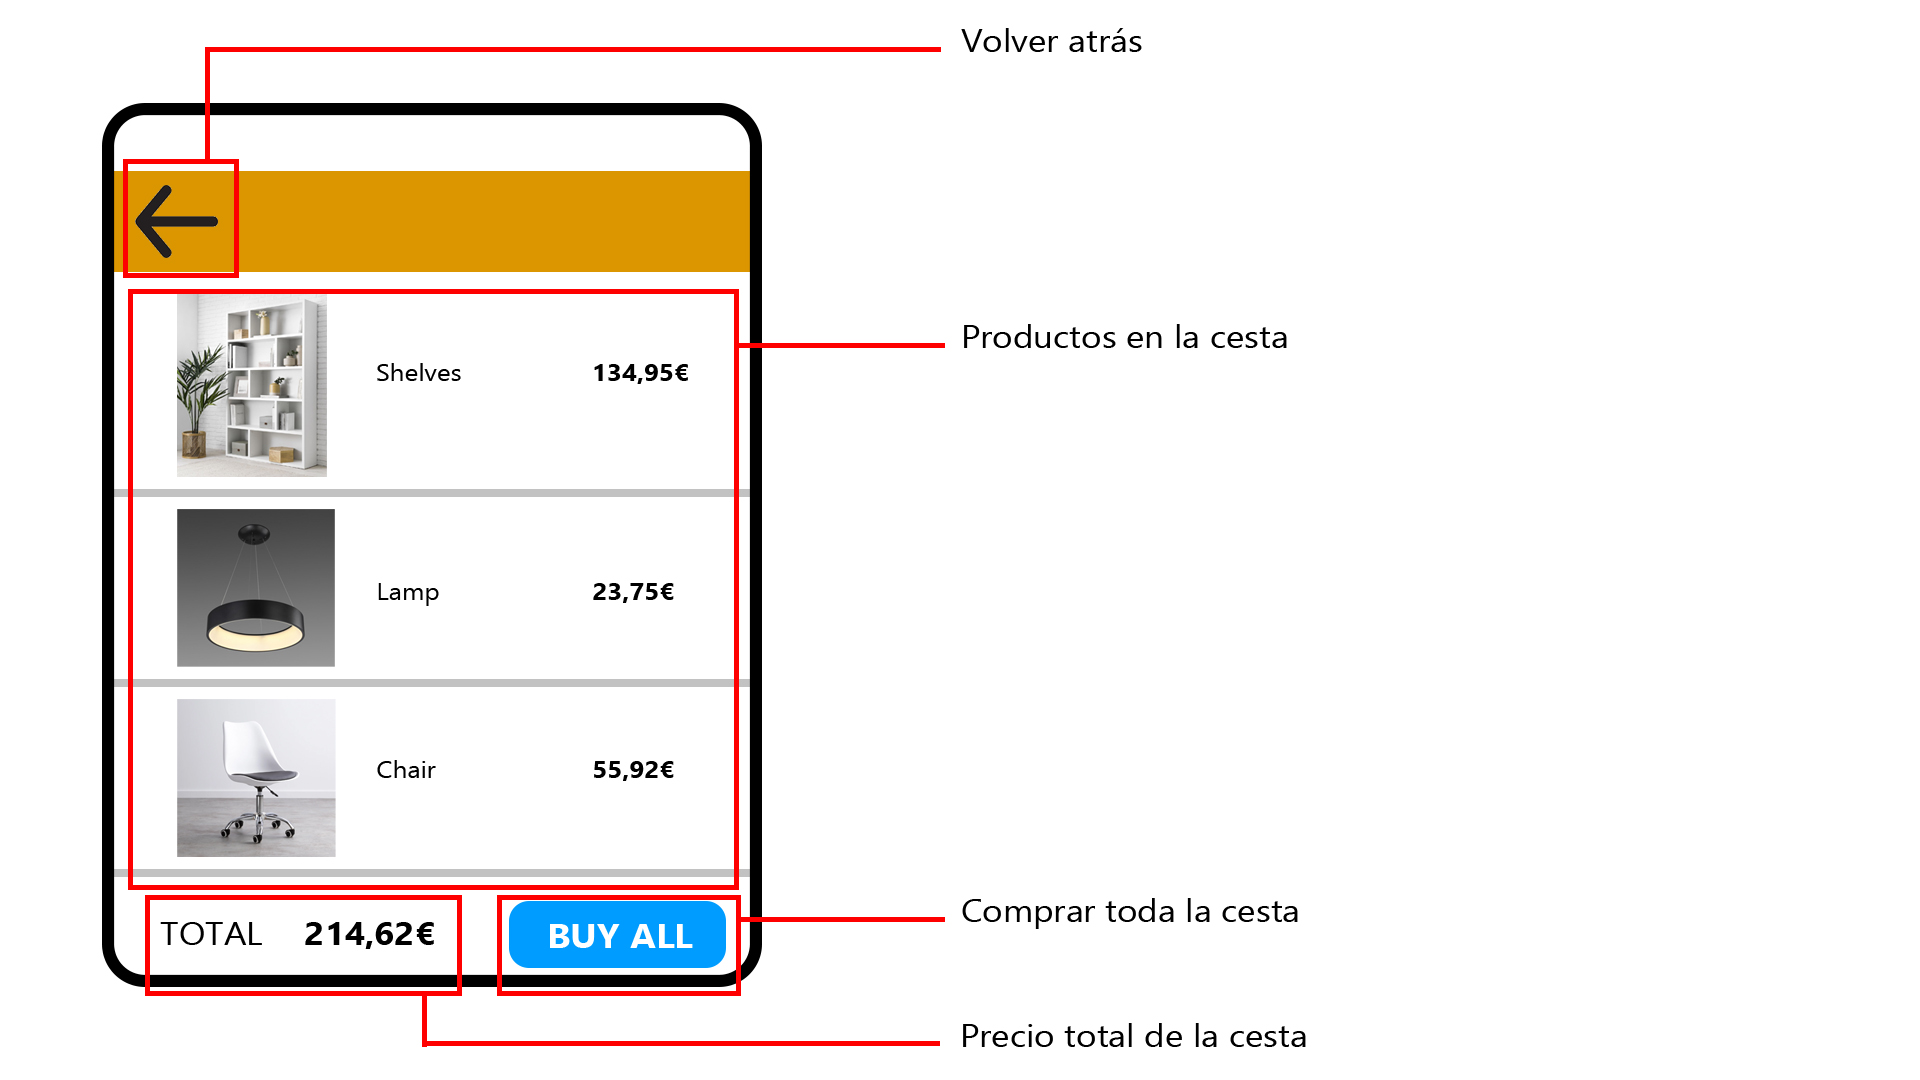 Volver atrás
Productos en la cesta
Shelves 134,95€
Lamp 23,75€
Chair 55,92€
Comprar toda la cesta
TOTAL 214,62€ BUY ALL
Precio total de la cesta